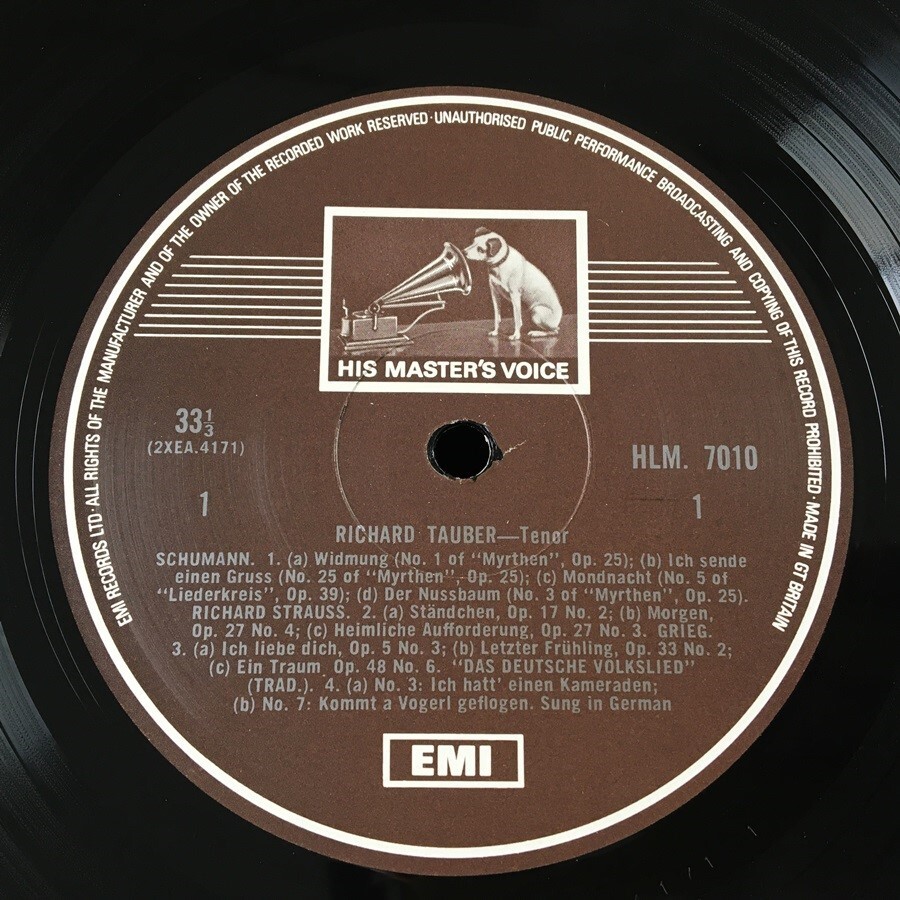 EMI RECORDS LTD · ALL RIGHTS OF THE MANUFACTURER AND OF THE OWNER OF THE RECORDED WORK RESERVED · UNAUTHORISED PUBLIC PERFORMANCE BROADCASTING AND COPYING OF THIS RECORD PROHIBITED · MADE IN GT BRITAIN
HIS MASTER'S VOICE
33⅓
(2XEA.4171)
HLM. 7010
1
1
RICHARD TAUBER—Tenor
SCHUMANN. 1. (a) Widmung (No. 1 of "Myrthen", Op. 25); (b) Ich sende
einen Gruss (No. 25 of "Myrthen", Op. 25); (c) Mondnacht (No. 5 of
"Liederkreis", Op. 39); (d) Der Nussbaum (No. 3 of "Myrthen", Op. 25).
RICHARD STRAUSS. 2. (a) Ständchen, Op. 17 No. 2; (b) Morgen,
Op. 27 No. 4; (c) Heimliche Aufforderung, Op. 27 No. 3. GRIEG.
3. (a) Ich liebe dich, Op. 5 No. 3; (b) Letzter Frühling, Op. 33 No. 2;
(c) Ein Traum, Op. 48 No. 6. "DAS DEUTSCHE VOLKSLIED"
(TRAD.). 4. (a) No. 3: Ich hatt' einen Kameraden;
(b) No. 7: Kommt a Vogerl geflogen. Sung in German
EMI